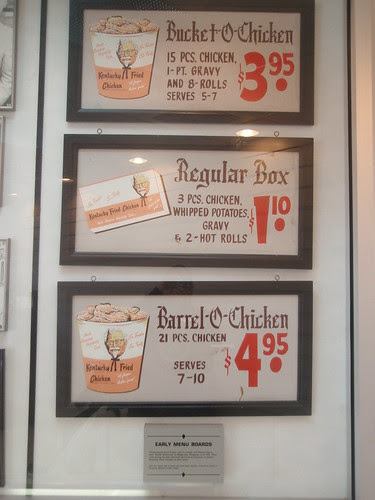 Bucket-O-Chicken
15 PCS. CHICKEN,
1-PT. GRAVY
AND 8-ROLLS
SERVES 5-7
$3.95
Kentucky Fried
Chicken
Regular Box
3 PCS. CHICKEN,
WHIPPED POTATOES,
GRAVY
& 2-HOT ROLLS
$1.10
Kentucky Fried Chicken
Barrel-O-Chicken
21 PCS. CHICKEN
SERVES
7-10
$4.95
Kentucky Fried
Chicken
EARLY MENU BOARDS